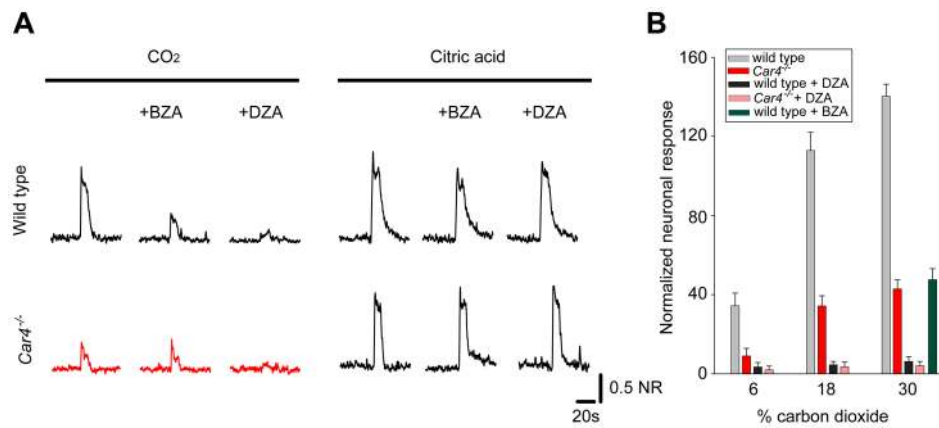 A
CO2
Citric acid
+BZA
+DZA
+BZA
+DZA
Wild type
Car4-/-
0.5 NR
20s
B
160
120
80
40
0
Normalized neuronal response
wild type
Car4-/-
wild type + DZA
Car4-/- + DZA
wild type + BZA
6
18
30
% carbon dioxide